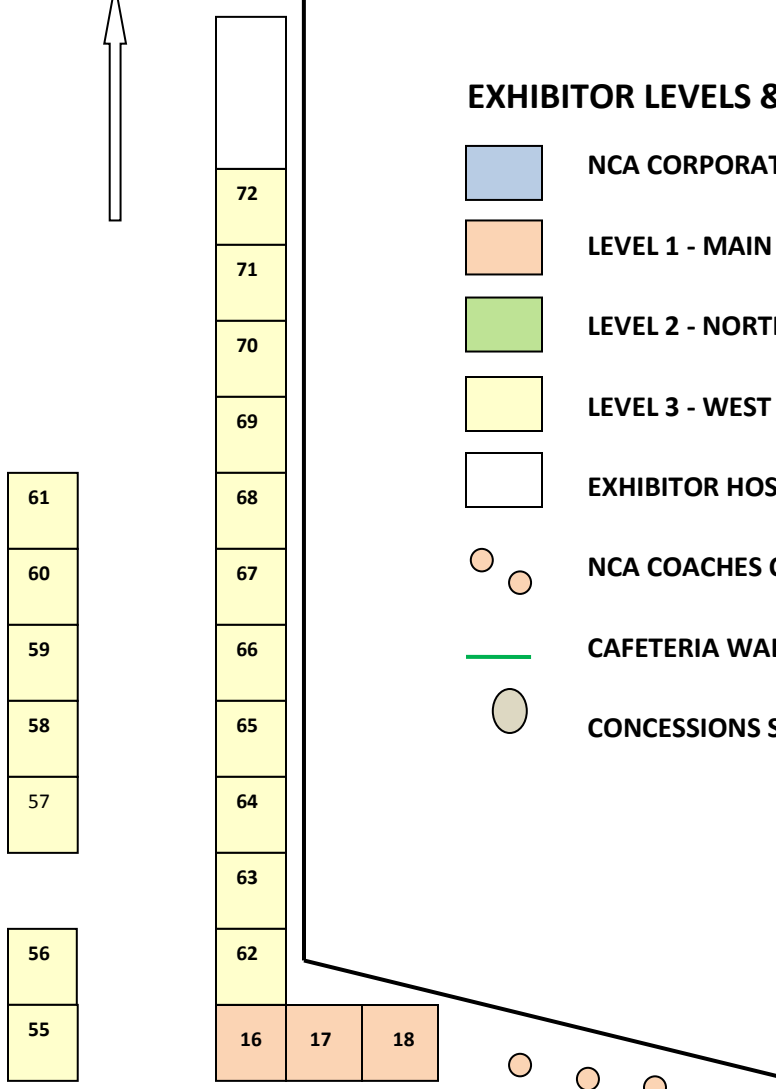 EXHIBITOR LEVELS &
NCA CORPORAT
LEVEL 1 - MAIN
LEVEL 2 - NORTH
LEVEL 3 - WEST
EXHIBITOR HOS
NCA COACHES C
CAFETERIA WAI
CONCESSIONS S
72
71
70
69
61
68
60
67
59
66
58
65
57
64
63
56
62
55
16
17
18